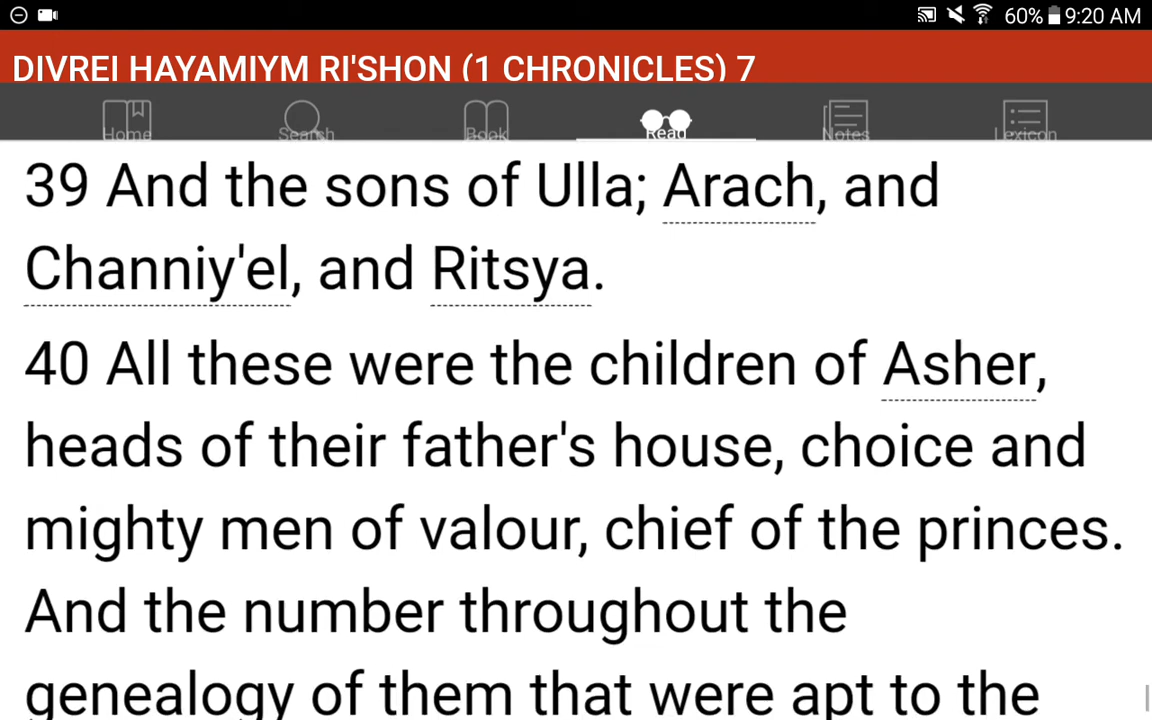 60% 9:20 AM
DIVREI HAYAMIYM RI'SHON (1 CHRONICLES) 7
Home Search Book Read Notes Lexicon
39 And the sons of Ulla; Arach, and
Channiy'el, and Ritsya.
40 All these were the children of Asher,
heads of their father's house, choice and
mighty men of valour, chief of the princes.
And the number throughout the
genealogy of them that were apt to the